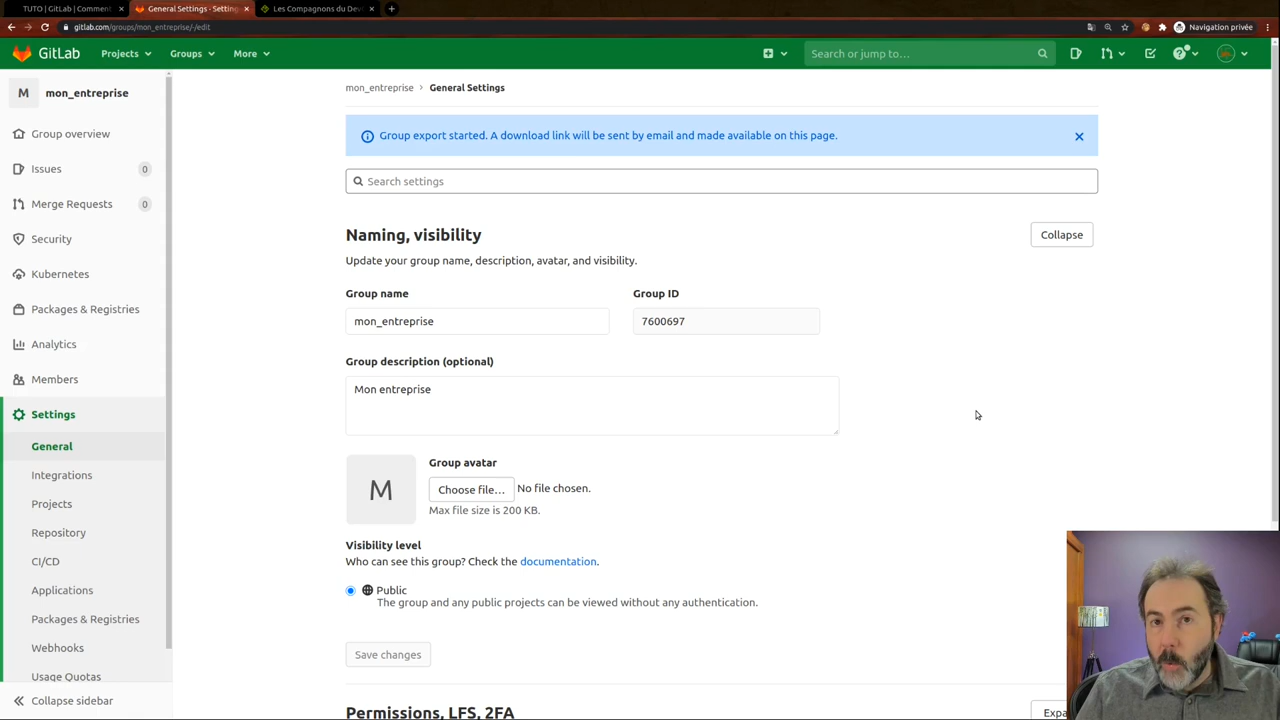 TUTO | GitLab | Comment
General Settings · Setting
Les Compagnons du De
gitlab.com/groups/mon_entreprise/-/edit
Navigation privée
GitLab
Projects
Groups
More
Search or jump to…
M
mon_entreprise
Group overview
Issues
0
Merge Requests
0
Security
Kubernetes
Packages & Registries
Analytics
Members
Settings
General
Integrations
Projects
Repository
CI/CD
Applications
Packages & Registries
Webhooks
Usage Quotas
Collapse sidebar
mon_entreprise > General Settings
Group export started. A download link will be sent by email and made available on this page.
Search settings
Naming, visibility
Collapse
Update your group name, description, avatar, and visibility.
Group name
Group ID
mon_entreprise
7600697
Group description (optional)
Mon entreprise
M
Group avatar
Choose file…
No file chosen.
Max file size is 200 KB.
Visibility level
Who can see this group? Check the documentation.
Public
The group and any public projects can be viewed without any authentication.
Save changes
Permissions, LFS, 2FA
Expa